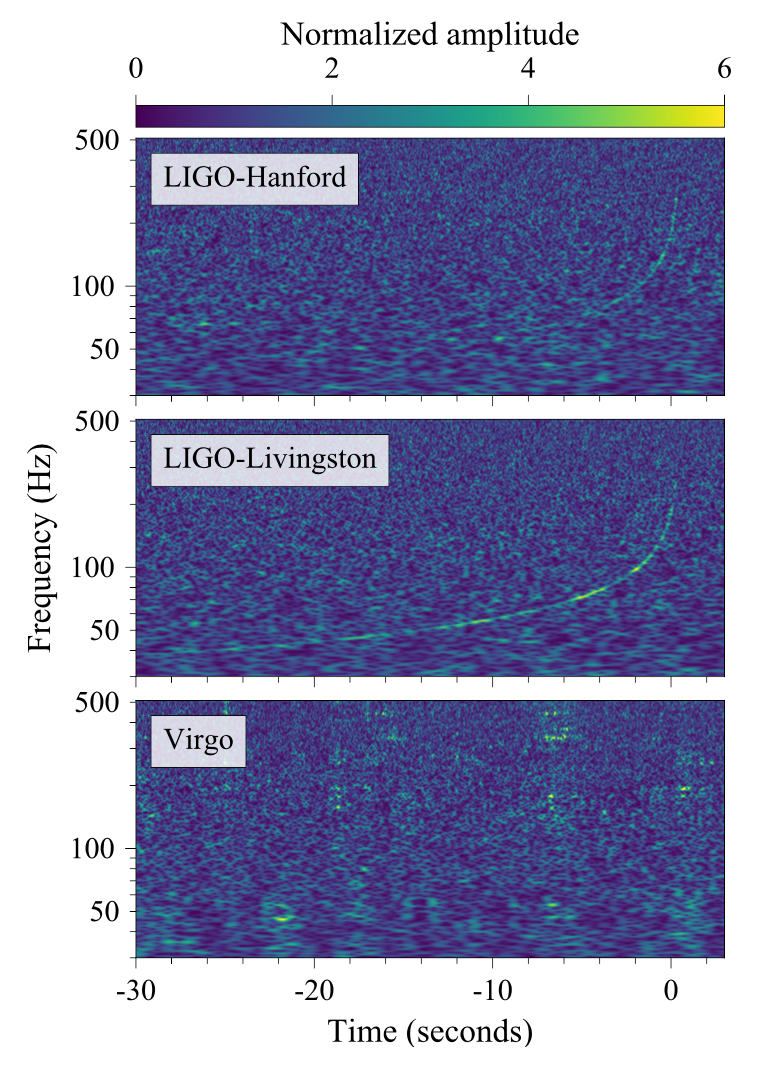 Normalized amplitude
0 2 4 6
500
LIGO-Hanford
100
50
500
LIGO-Livingston
100
50
Frequency (Hz)
500
Virgo
100
50
-30 -20 -10 0
Time (seconds)